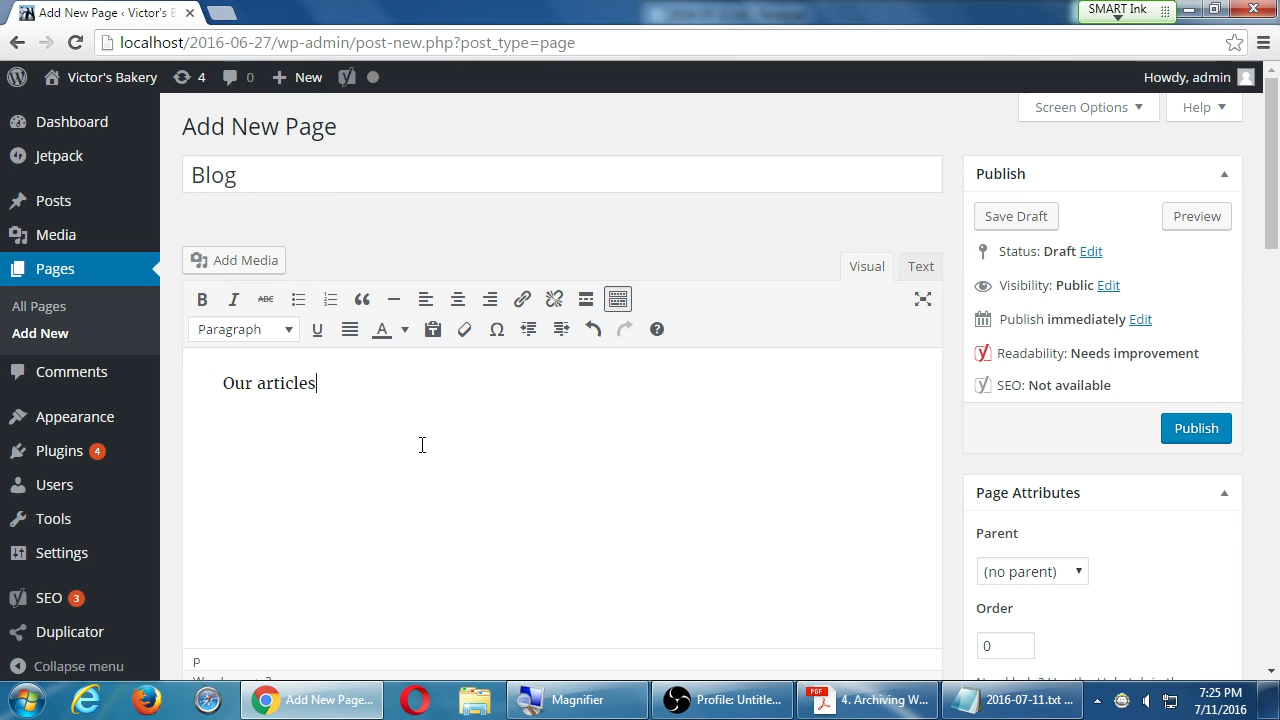 Add New Page ‹ Victor's B
SMART Ink
localhost/2016-06-27/wp-admin/post-new.php?post_type=page
Victor's Bakery 4 0 New Howdy, admin
Screen Options Help
Add New Page
Dashboard
Jetpack
Posts
Media
Pages
All Pages
Add New
Comments
Appearance
Plugins 4
Users
Tools
Settings
SEO 3
Duplicator
Collapse menu
Blog
Add Media
Visual Text
B I ABC
Paragraph U A
Our articles
p
Publish
Save Draft Preview
Status: Draft Edit
Visibility: Public Edit
Publish immediately Edit
Readability: Needs improvement
SEO: Not available
Publish
Page Attributes
Parent
(no parent)
Order
0
Add New Page...
Magnifier
Profile: Untitle...
PDF
4. Archiving W...
2016-07-11.txt ...
7:25 PM
7/11/2016